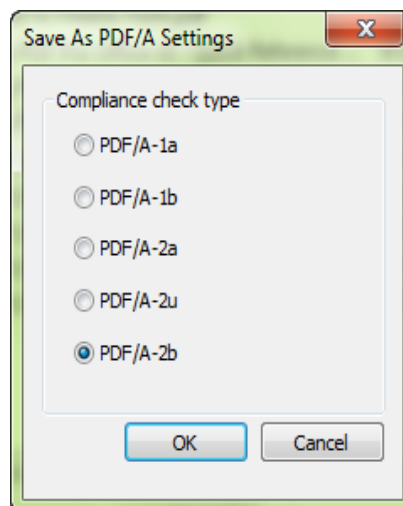 Save As PDF/A Settings
Compliance check type
PDF/A-1a
PDF/A-1b
PDF/A-2a
PDF/A-2u
PDF/A-2b
OK Cancel